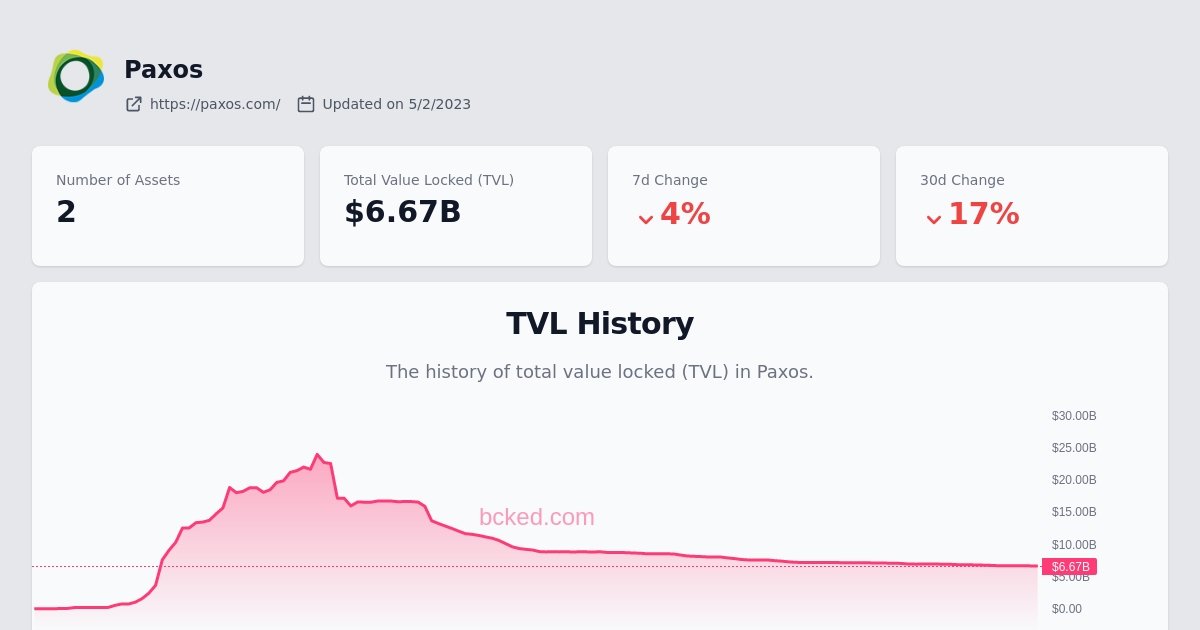 Paxos
https://paxos.com/ Updated on 5/2/2023
Number of Assets
2
Total Value Locked (TVL)
$6.67B
7d Change
4%
30d Change
17%
TVL History
The history of total value locked (TVL) in Paxos.
$30.00B
$25.00B
$20.00B
$15.00B
bcked.com
$10.00B
$6.67B
$5.00B
$0.00